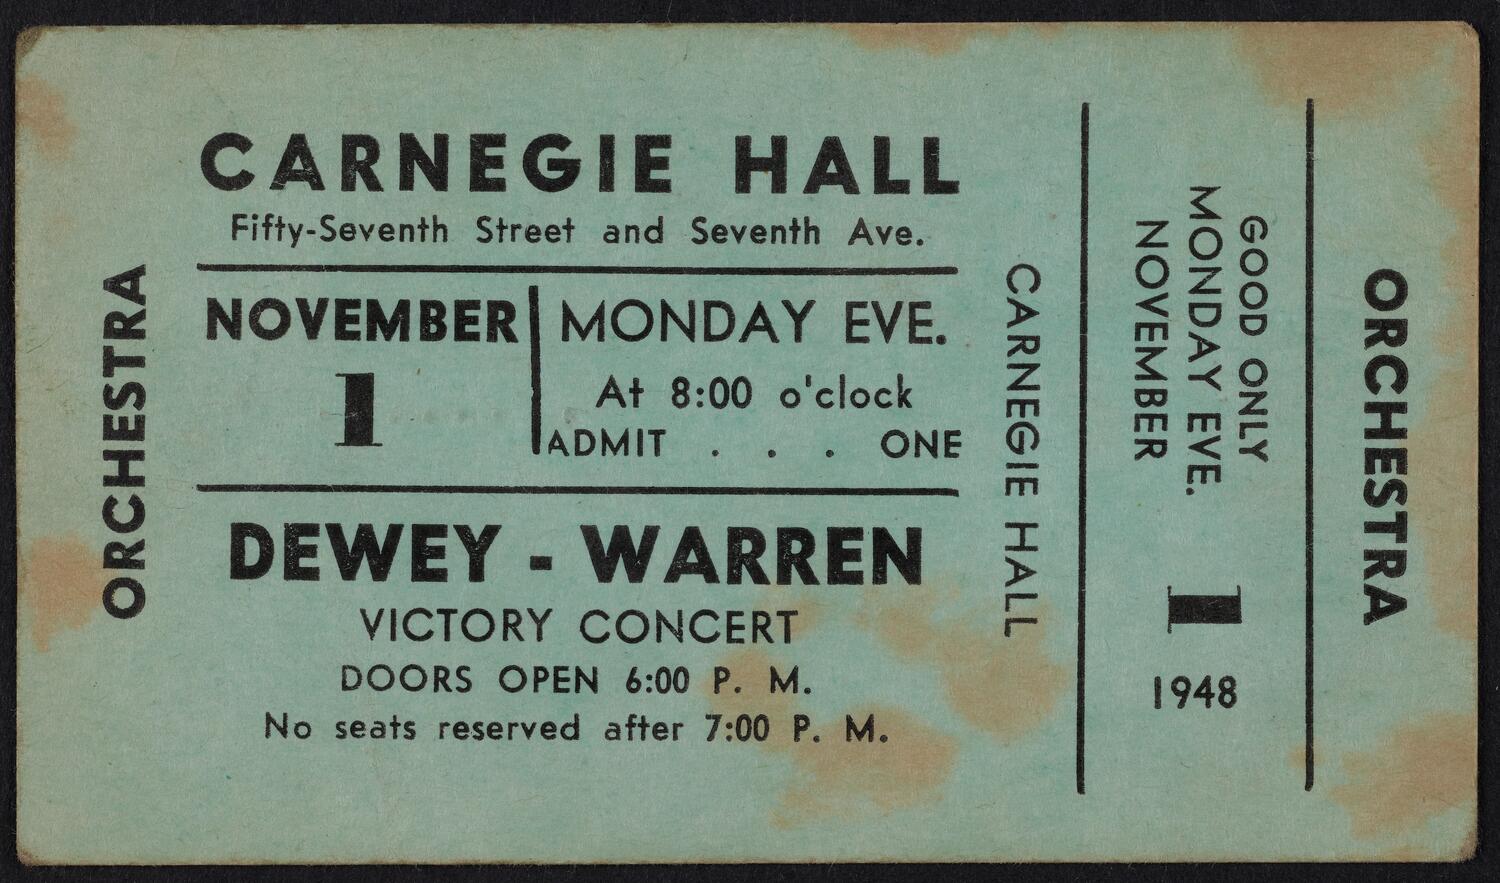 ORCHESTRA
CARNEGIE HALL
Fifty-Seventh Street and Seventh Ave.
NOVEMBER
1
MONDAY EVE.
At 8:00 o'clock
ADMIT . . . ONE
DEWEY - WARREN
VICTORY CONCERT
DOORS OPEN 6:00 P. M.
No seats reserved after 7:00 P. M.
CARNEGIE HALL
GOOD ONLY
MONDAY EVE.
NOVEMBER
1
1948
ORCHESTRA